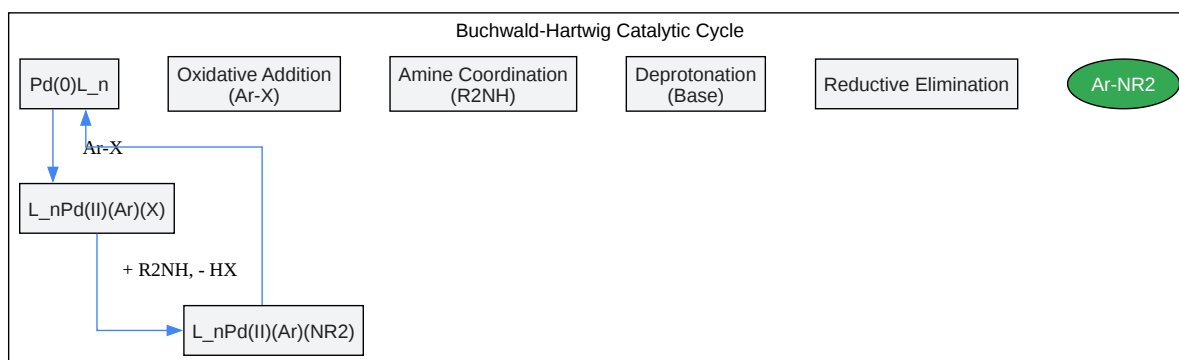 Buchwald-Hartwig Catalytic Cycle
Pd(0)L_n
Oxidative Addition
(Ar-X)
Amine Coordination
(R2NH)
Deprotonation
(Base)
Reductive Elimination
Ar-NR2
Ar-X
L_nPd(II)(Ar)(X)
+ R2NH, - HX
L_nPd(II)(Ar)(NR2)